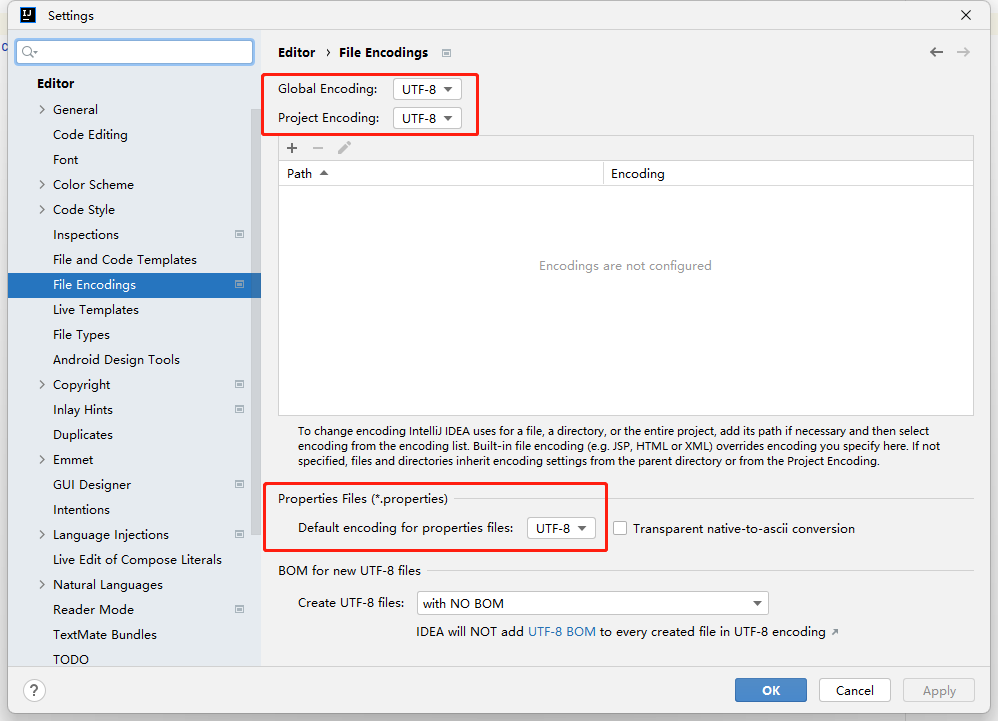 Settings
Editor
General
Code Editing
Font
Color Scheme
Code Style
Inspections
File and Code Templates
File Encodings
Live Templates
File Types
Android Design Tools
Copyright
Inlay Hints
Duplicates
Emmet
GUI Designer
Intentions
Language Injections
Live Edit of Compose Literals
Natural Languages
Reader Mode
TextMate Bundles
TODO
Editor › File Encodings
Global Encoding: UTF-8
Project Encoding: UTF-8
Path Encoding
Encodings are not configured
To change encoding IntelliJ IDEA uses for a file, a directory, or the entire project, add its path if necessary and then select
encoding from the encoding list. Built-in file encoding (e.g. JSP, HTML or XML) overrides encoding you specify here. If not
specified, files and directories inherit encoding settings from the parent directory or from the Project Encoding.
Properties Files (*.properties)
Default encoding for properties files: UTF-8 Transparent native-to-ascii conversion
BOM for new UTF-8 files
Create UTF-8 files: with NO BOM
IDEA will NOT add UTF-8 BOM to every created file in UTF-8 encoding ↗
? OK Cancel Apply